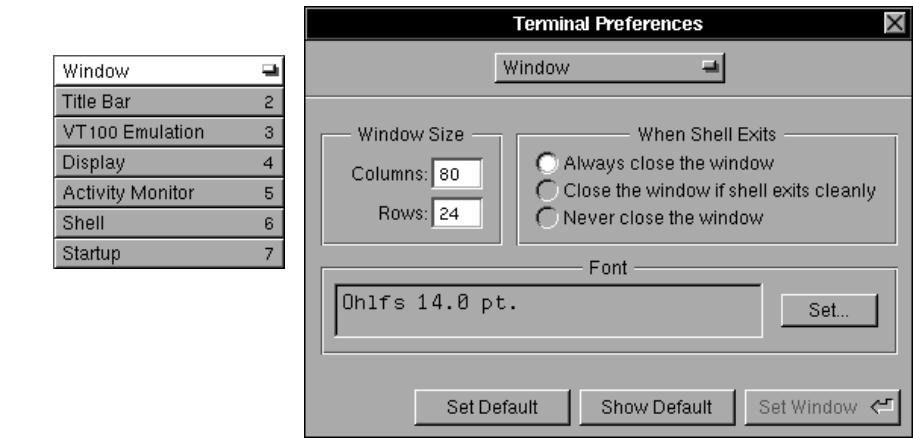 Window
Title Bar 2
VT100 Emulation 3
Display 4
Activity Monitor 5
Shell 6
Startup 7
Terminal Preferences
Window
Window Size
Columns: 80
Rows: 24
When Shell Exits
Always close the window
Close the window if shell exits cleanly
Never close the window
Font
Ohlfs 14.0 pt.
Set...
Set Default
Show Default
Set Window